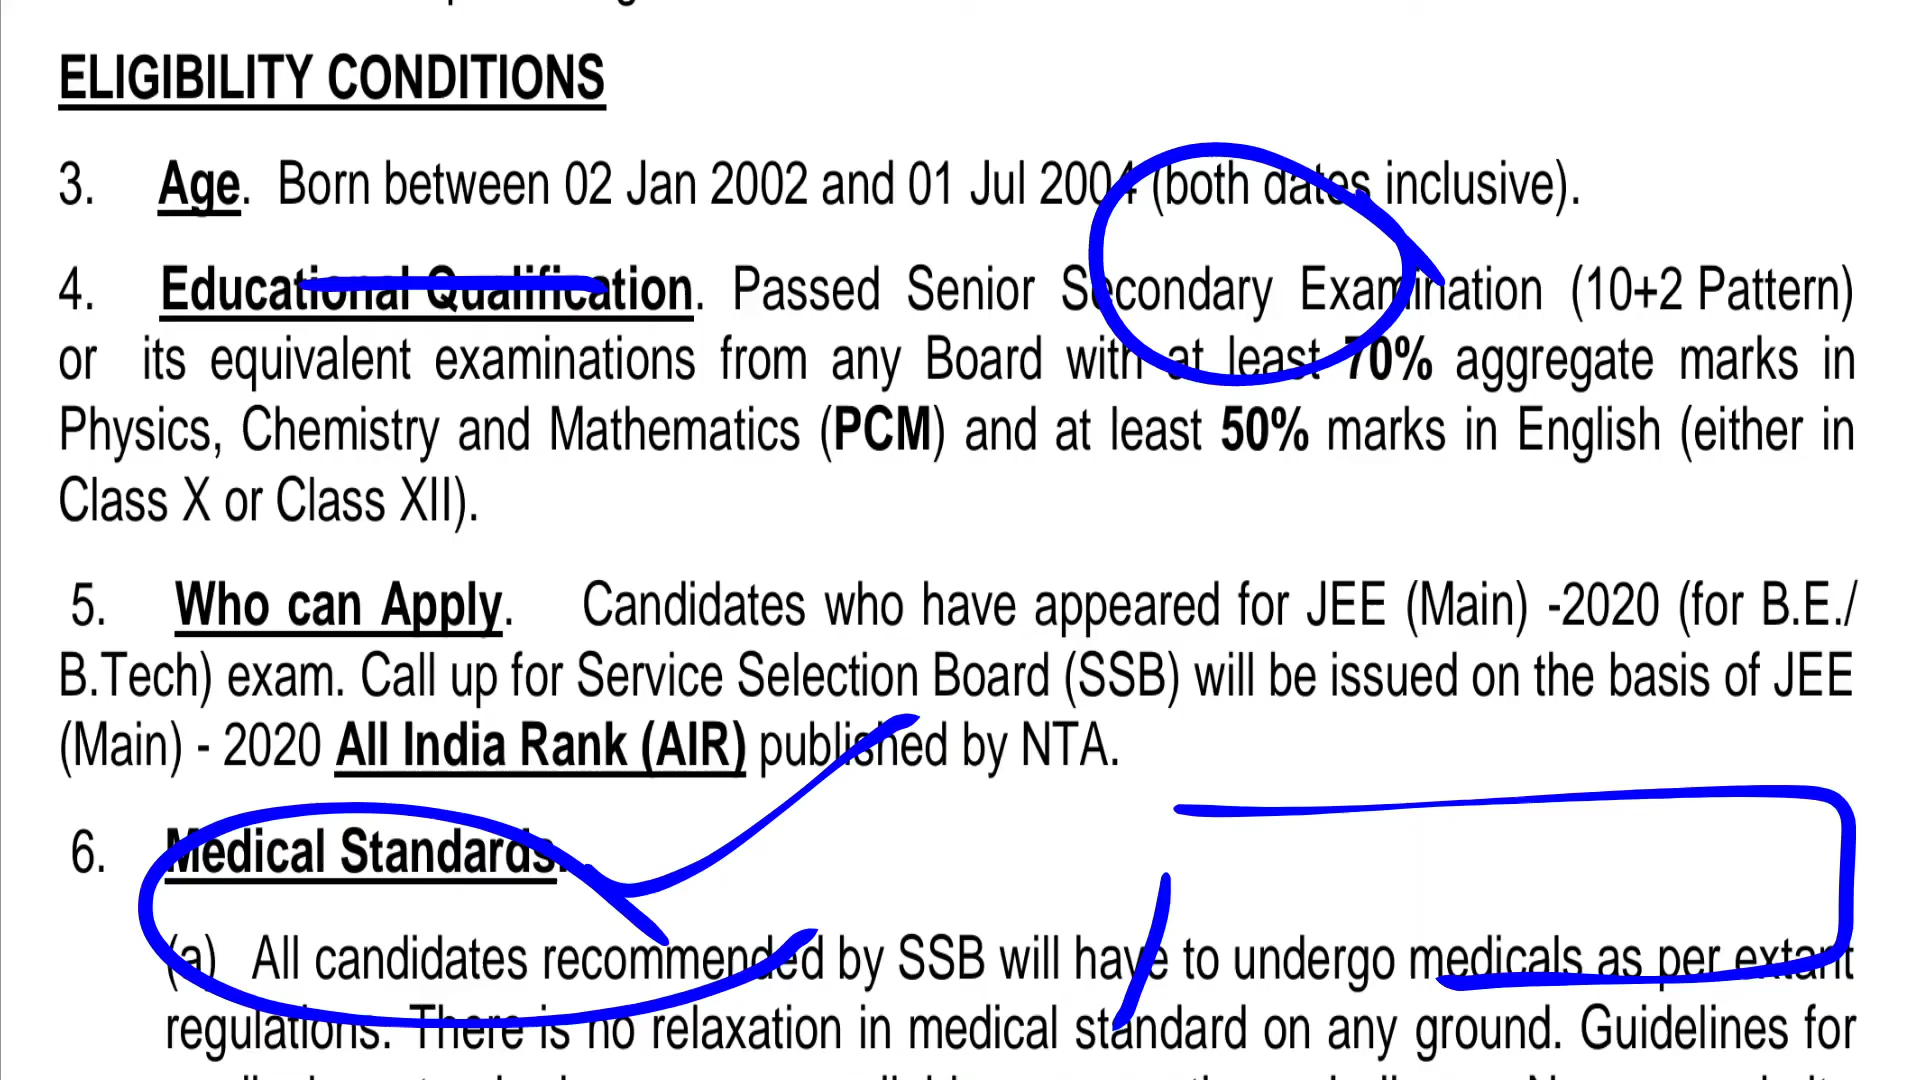 ELIGIBILITY CONDITIONS
3. Age. Born between 02 Jan 2002 and 01 Jul 2004 (both dates inclusive).
4. Educational Qualification. Passed Senior Secondary Examination (10+2 Pattern)
or its equivalent examinations from any Board with at least 70% aggregate marks in
Physics, Chemistry and Mathematics (PCM) and at least 50% marks in English (either in
Class X or Class XII).
5. Who can Apply. Candidates who have appeared for JEE (Main) -2020 (for B.E./
B.Tech) exam. Call up for Service Selection Board (SSB) will be issued on the basis of JEE
(Main) - 2020 All India Rank (AIR) published by NTA.
6. Medical Standards.
(a) All candidates recommended by SSB will have to undergo medicals as per extant
regulations. There is no relaxation in medical standard on any ground. Guidelines for